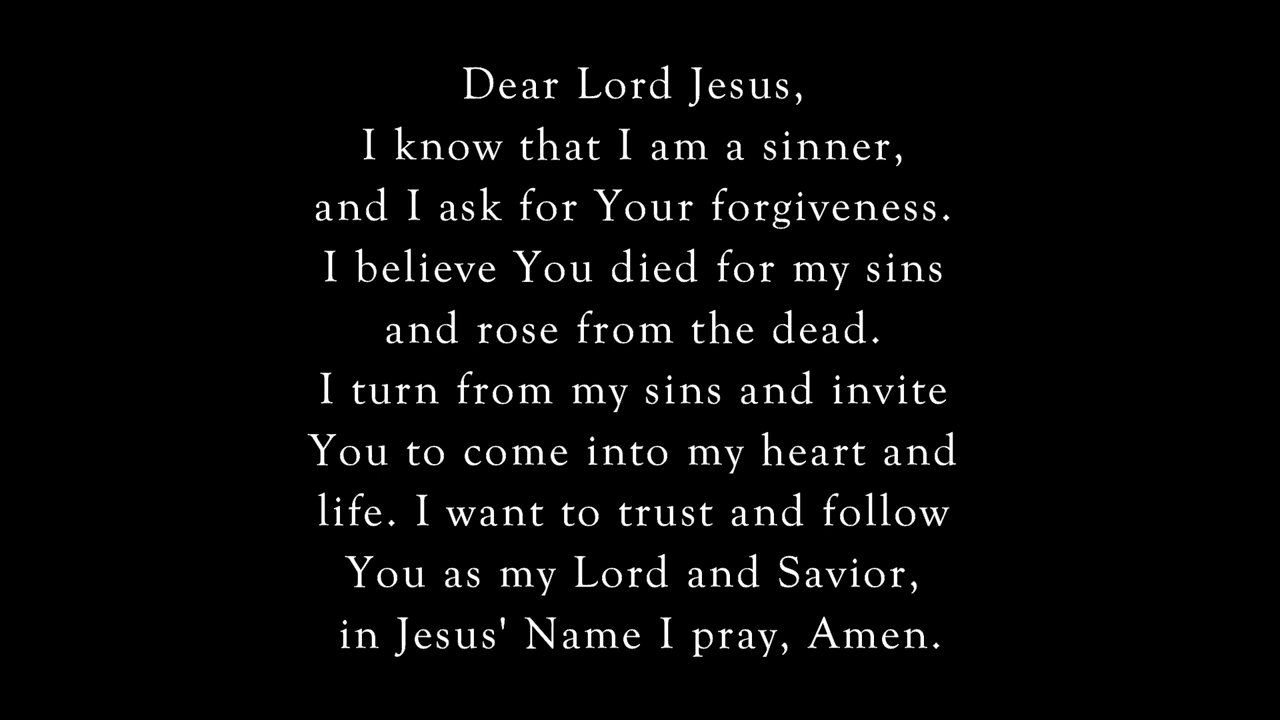 Dear Lord Jesus,
I know that I am a sinner,
and I ask for Your forgiveness.
I believe You died for my sins
and rose from the dead.
I turn from my sins and invite
You to come into my heart and
life. I want to trust and follow
You as my Lord and Savior,
in Jesus' Name I pray, Amen.